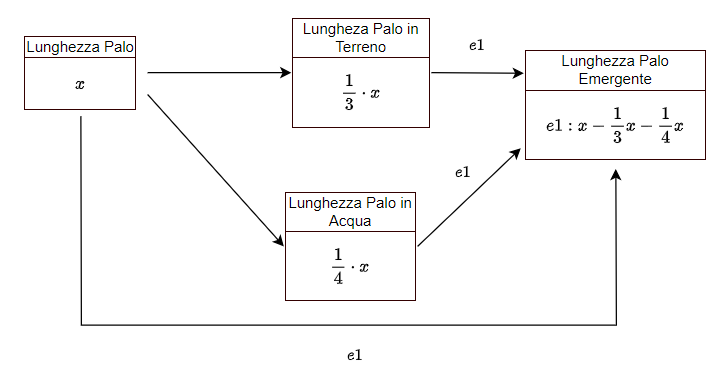 Lunghezza Palo
x
Lungheza Palo in
Terreno
\frac{1}{3} \cdot x
e1
Lunghezza Palo
Emergente
e1 : x - \frac{1}{3}x - \frac{1}{4}x
e1
Lunghezza Palo in
Acqua
\frac{1}{4} \cdot x
e1